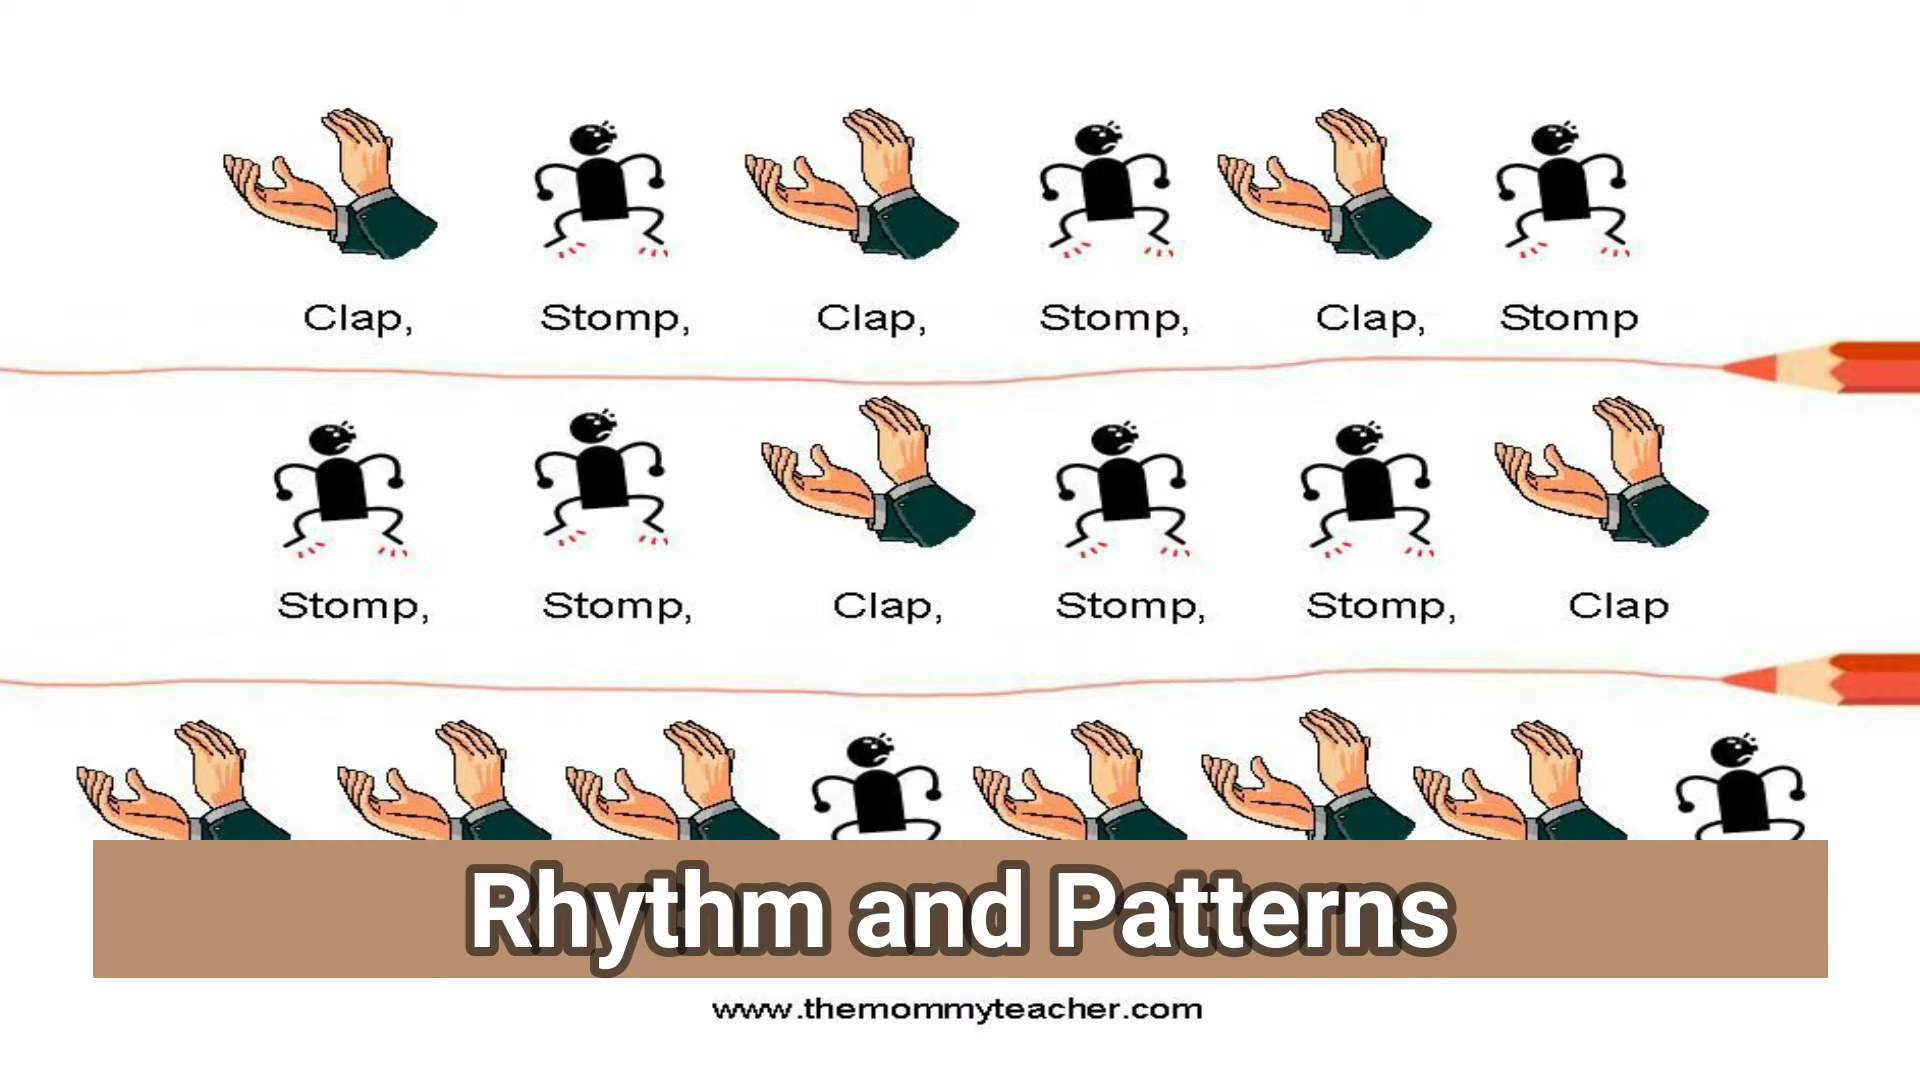 Clap, Stomp, Clap, Stomp, Clap, Stomp
Stomp, Stomp, Clap, Stomp, Stomp, Clap
Rhythm and Patterns
www.themommyteacher.com